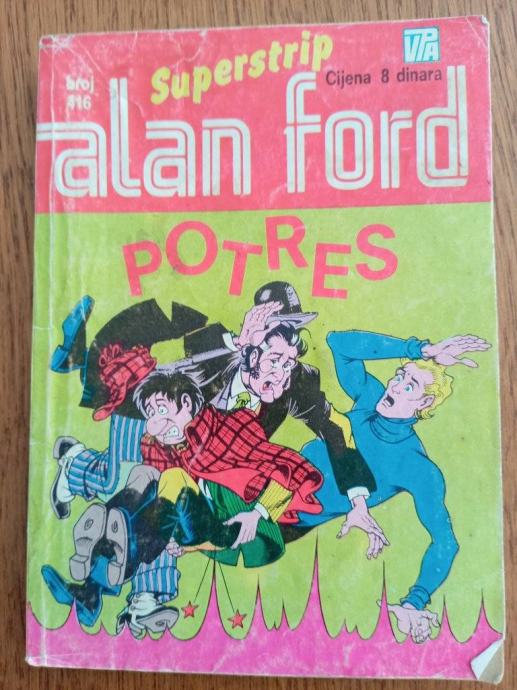 Superstrip
VPA
broj
416
Cijena 8 dinara
alan ford
POTRES